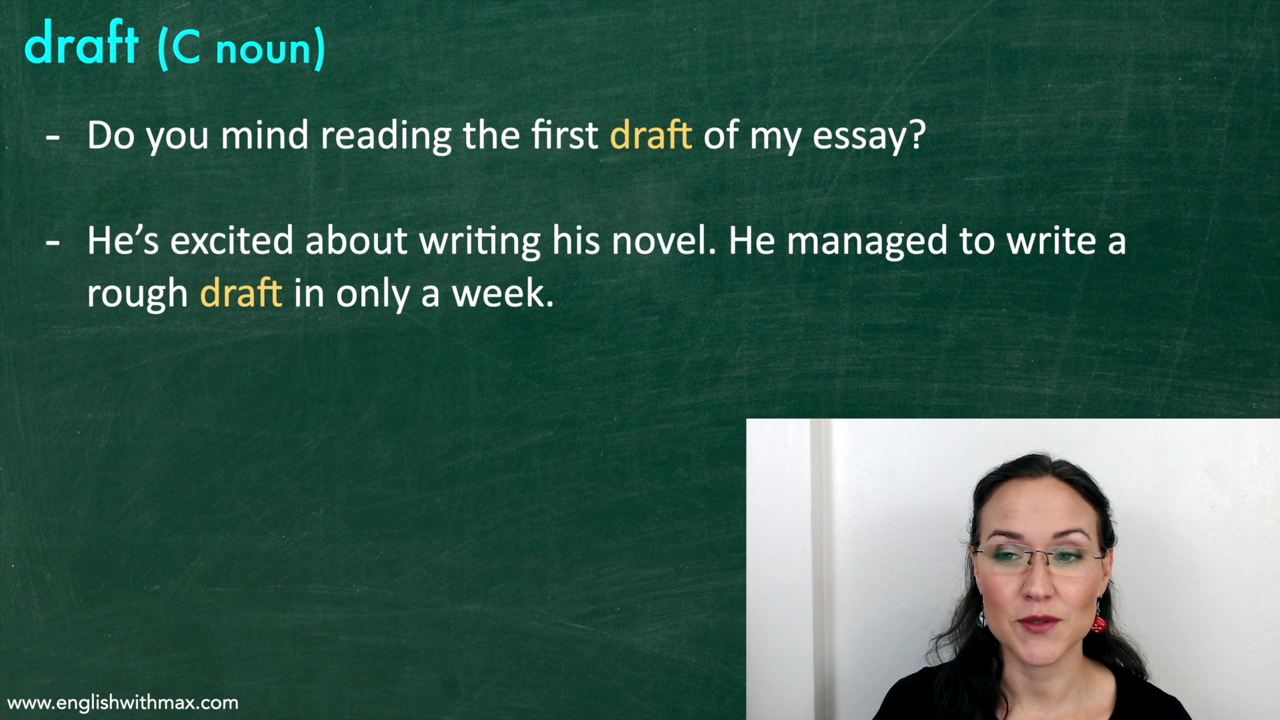 draft (C noun)
- Do you mind reading the first draft of my essay?
- He’s excited about writing his novel. He managed to write a
rough draft in only a week.
www.englishwithmax.com